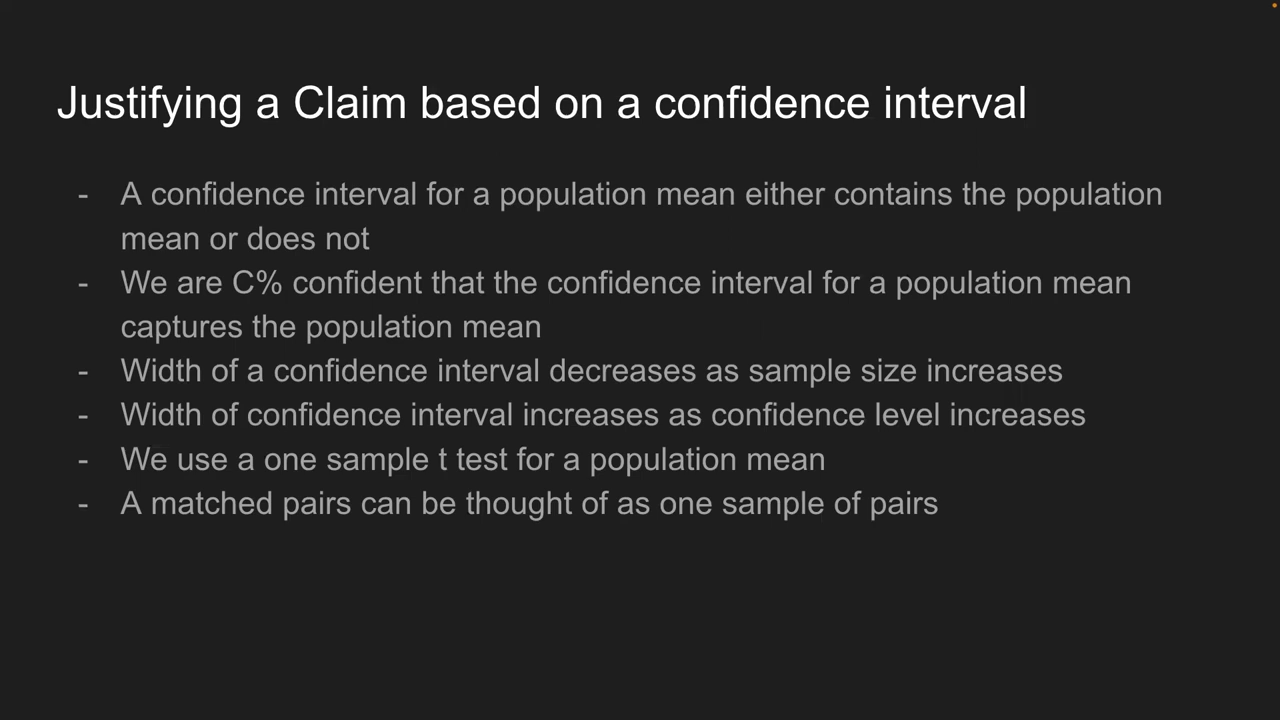 Justifying a Claim based on a confidence interval
- A confidence interval for a population mean either contains the population
mean or does not
- We are C% confident that the confidence interval for a population mean
captures the population mean
- Width of a confidence interval decreases as sample size increases
- Width of confidence interval increases as confidence level increases
- We use a one sample t test for a population mean
- A matched pairs can be thought of as one sample of pairs